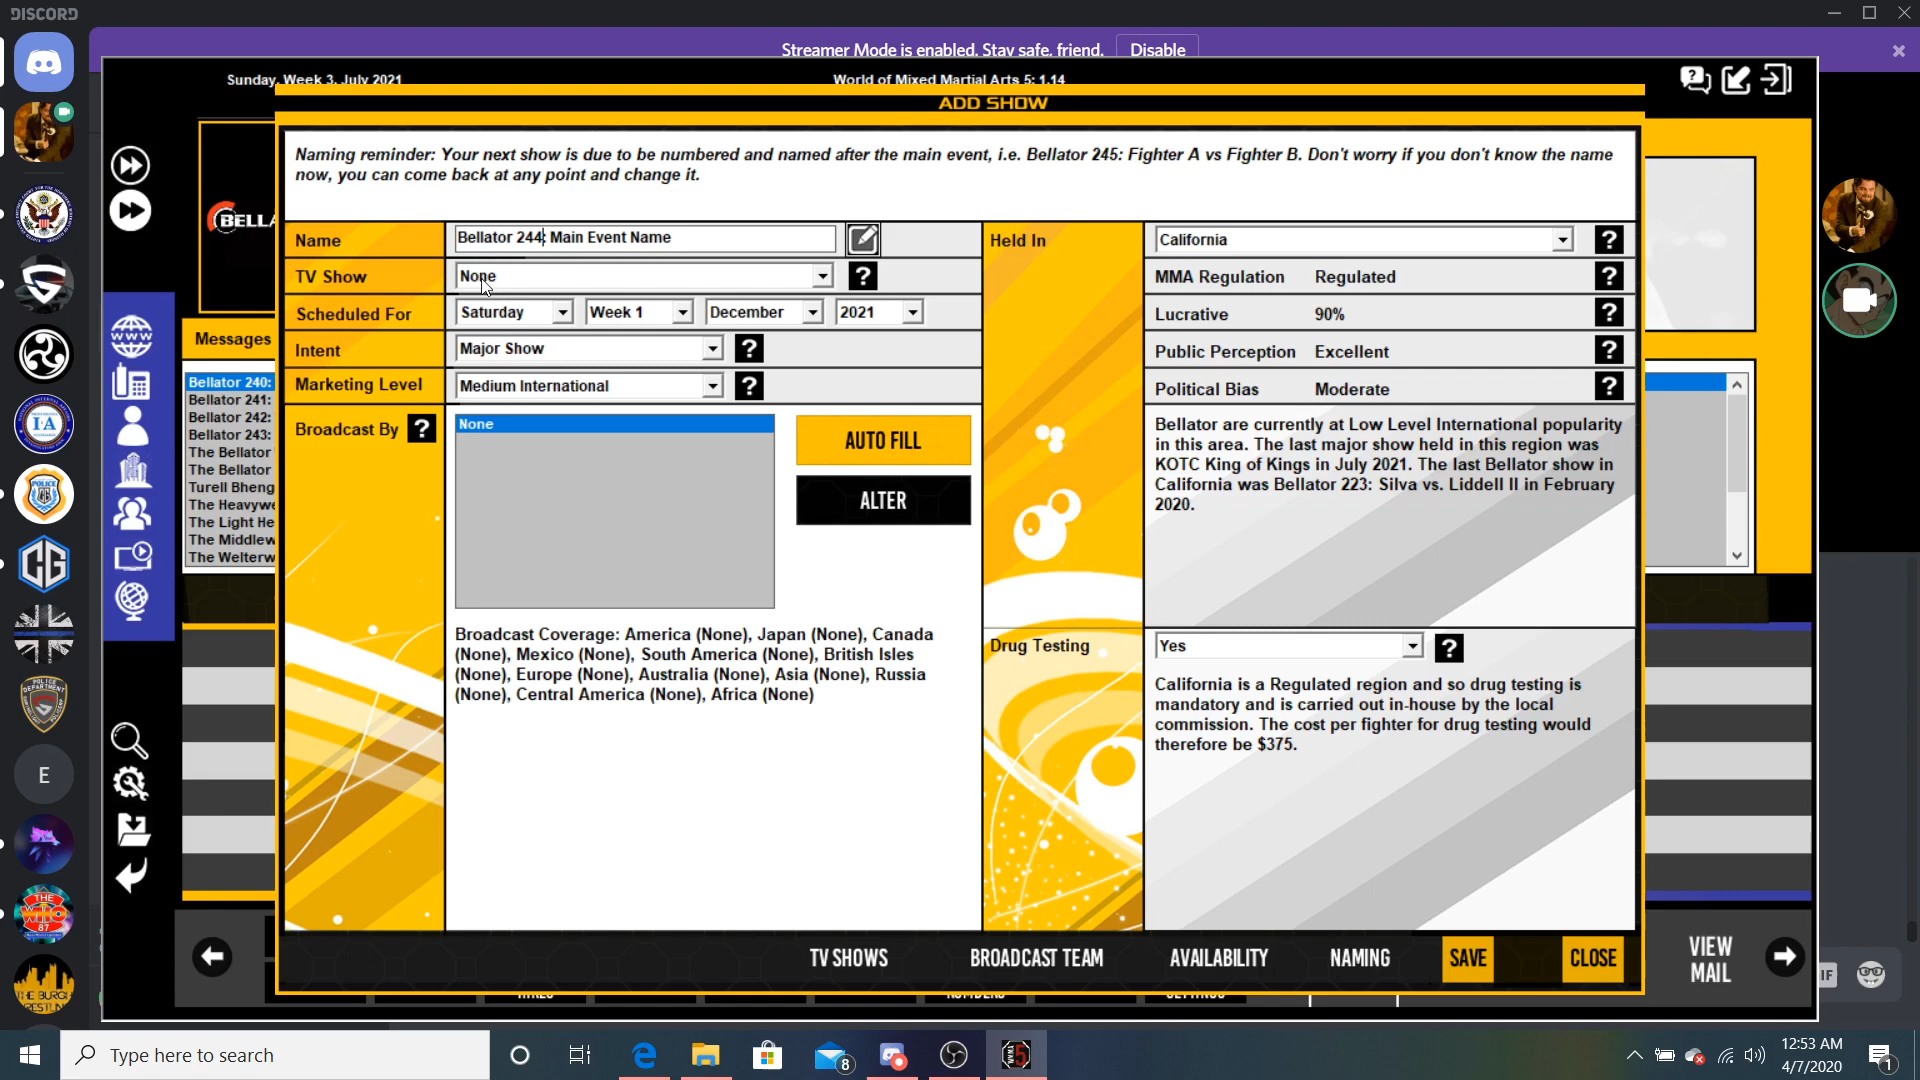 DISCORD
Streamer Mode is enabled. Stay safe, friend.
Disable
Sunday, Week 3, July 2021
World of Mixed Martial Arts 5: 1.14
ADD SHOW
Naming reminder: Your next show is due to be numbered and named after the main event, i.e. Bellator 245: Fighter A vs Fighter B. Don't worry if you don't know the name
now, you can come back at any point and change it.
Name
Bellator 244: Main Event Name
TV Show
None
Scheduled For
Saturday
Week 1
December
2021
Intent
Major Show
Marketing Level
Medium International
Broadcast By
None
AUTO FILL
ALTER
Broadcast Coverage: America (None), Japan (None), Canada
(None), Mexico (None), South America (None), British Isles
(None), Europe (None), Australia (None), Asia (None), Russia
(None), Central America (None), Africa (None)
Held In
California
MMA Regulation
Regulated
Lucrative
90%
Public Perception
Excellent
Political Bias
Moderate
Bellator are currently at Low Level International popularity
in this area. The last major show held in this region was
KOTC King of Kings in July 2021. The last Bellator show in
California was Bellator 223: Silva vs. Liddell II in February
2020.
Drug Testing
Yes
California is a Regulated region and so drug testing is
mandatory and is carried out in-house by the local
commission. The cost per fighter for drug testing would
therefore be $375.
TV SHOWS
BROADCAST TEAM
AVAILABILITY
NAMING
SAVE
CLOSE
BELLA
Messages
Bellator 240:
Bellator 241:
Bellator 242:
Bellator 243:
The Bellator
The Bellator
Turell Bheng
The Heavywe
The Light He
The Middlew
The Welterw
WWW
VIEW
MAIL
IF
I·A
CG
E
THE
WHO
87
THE BURGH
Type here to search
8
5
12:53 AM
4/7/2020
1